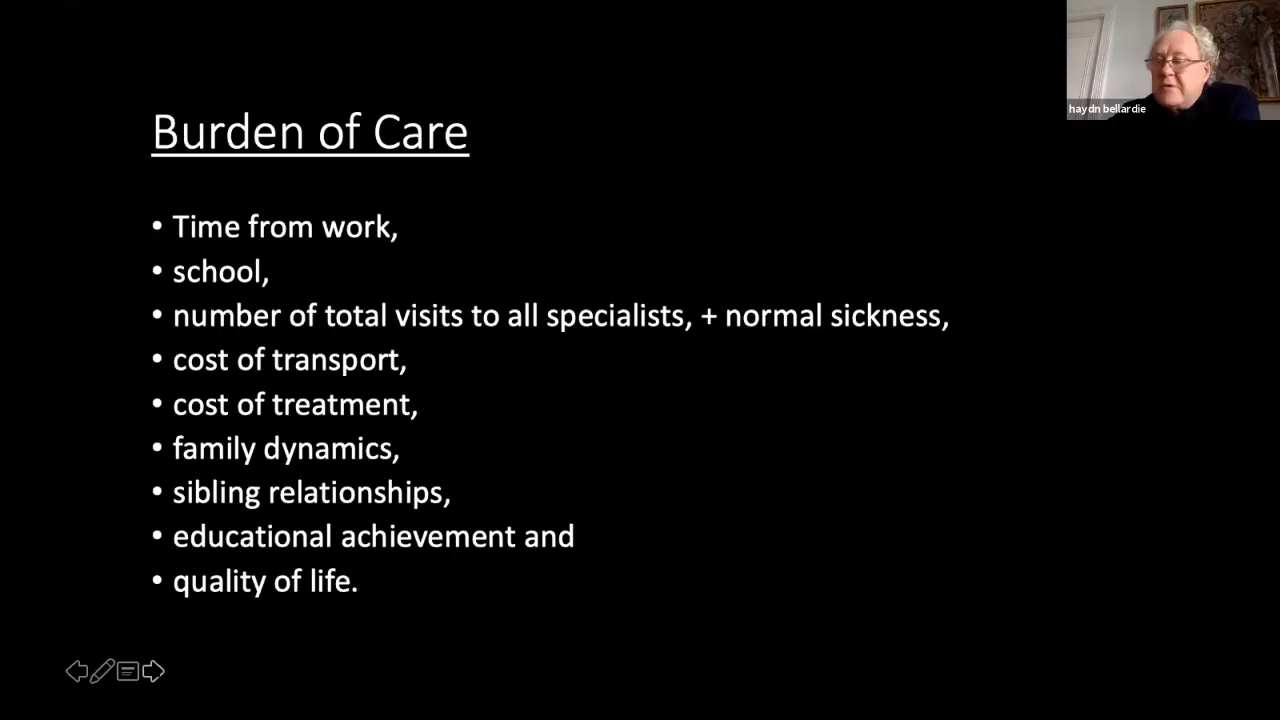 haydn bellardie
Burden of Care
• Time from work,
• school,
• number of total visits to all specialists, + normal sickness,
• cost of transport,
• cost of treatment,
• family dynamics,
• sibling relationships,
• educational achievement and
• quality of life.